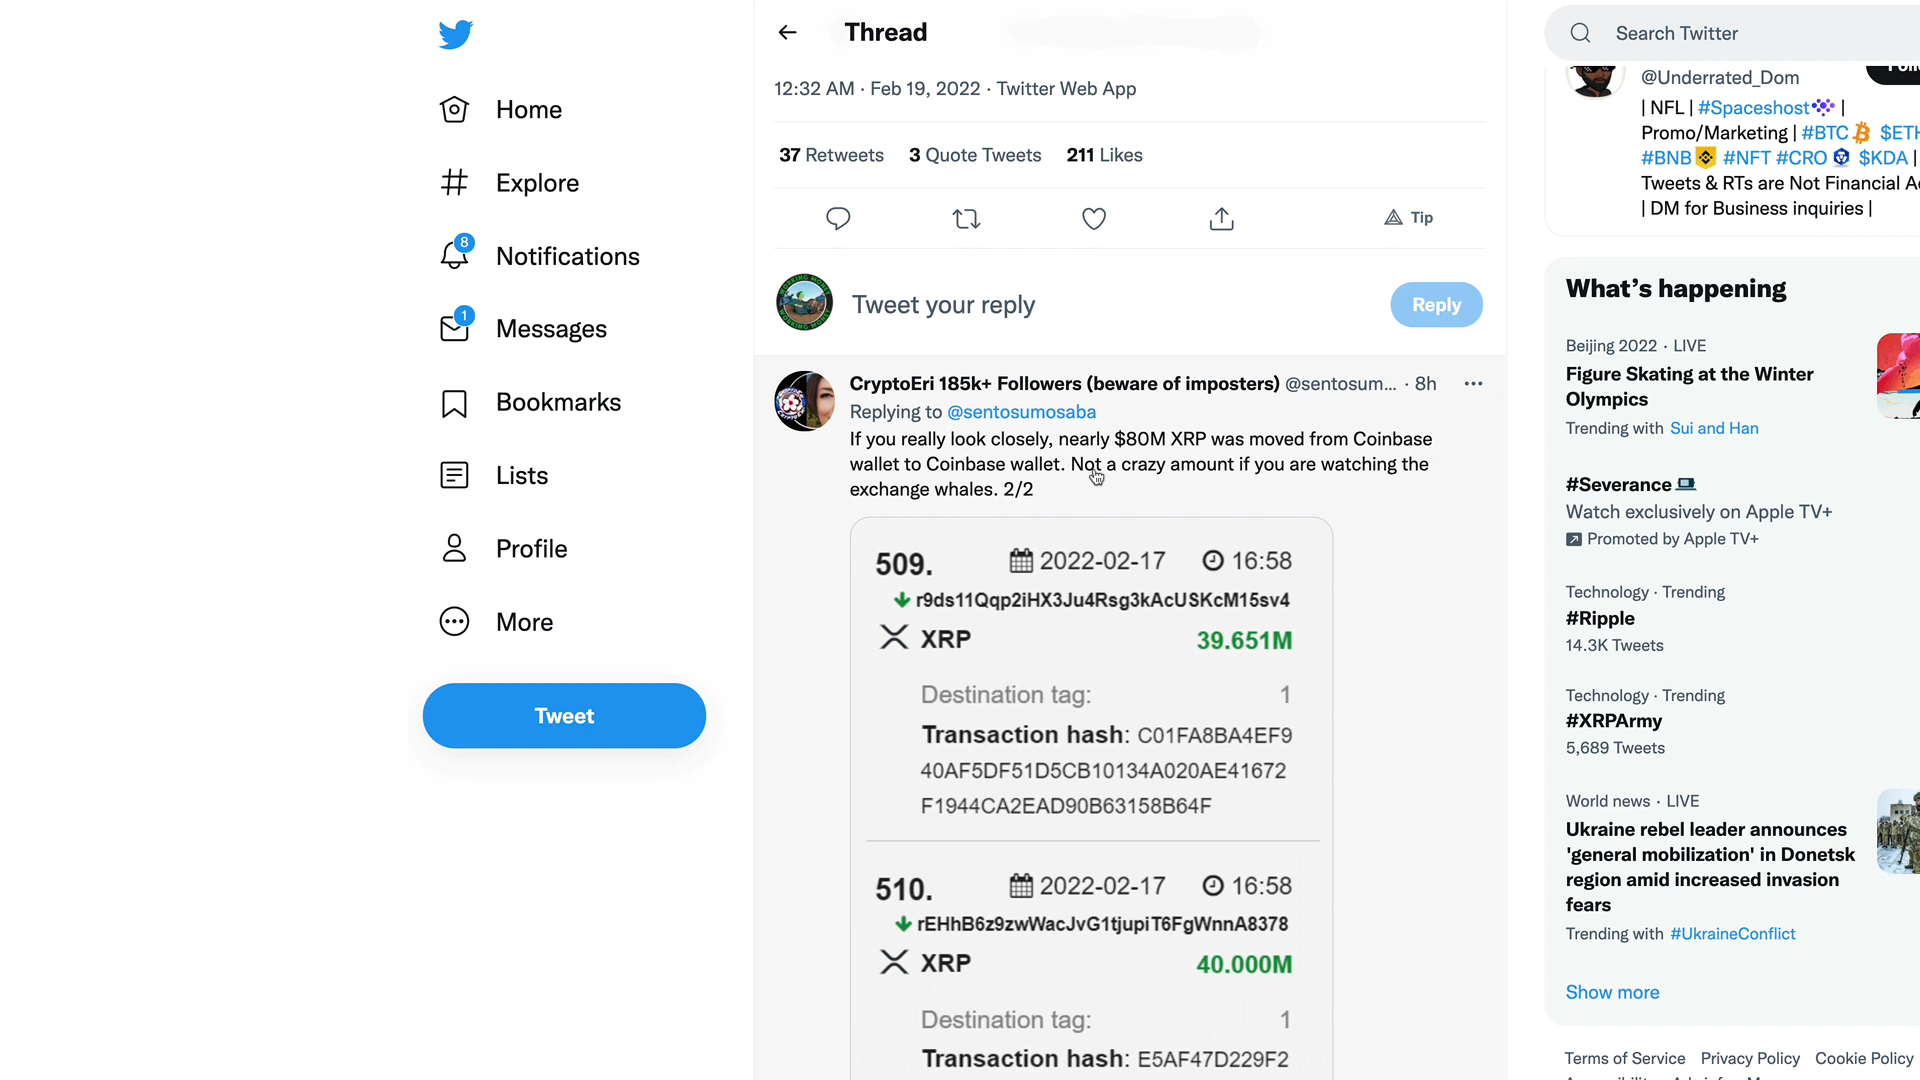 Home
Explore
8
Notifications
1
Messages
Bookmarks
Lists
Profile
More
Tweet
Thread
12:32 AM · Feb 19, 2022 · Twitter Web App
37 Retweets 3 Quote Tweets 211 Likes
Tip
Tweet your reply
Reply
CryptoEri 185k+ Followers (beware of imposters) @sentosum... · 8h
Replying to @sentosumosaba
If you really look closely, nearly $80M XRP was moved from Coinbase
wallet to Coinbase wallet. Not a crazy amount if you are watching the
exchange whales. 2/2
509. 2022-02-17 16:58
r9ds11Qqp2iHX3Ju4Rsg3kAcUSKcM15sv4
XRP 39.651M
Destination tag: 1
Transaction hash: C01FA8BA4EF9
40AF5DF51D5CB10134A020AE41672
F1944CA2EAD90B63158B64F
510. 2022-02-17 16:58
rEHhB6z9zwWacJvG1tjupiT6FgWnnA8378
XRP 40.000M
Destination tag: 1
Transaction hash: E5AF47D229F2
Search Twitter
@Underrated_Dom
| NFL | #Spaceshost |
Promo/Marketing | #BTC $ETH
#BNB #NFT #CRO $KDA |
Tweets & RTs are Not Financial A
| DM for Business inquiries |
What's happening
Beijing 2022 · LIVE
Figure Skating at the Winter
Olympics
Trending with Sui and Han
#Severance
Watch exclusively on Apple TV+
Promoted by Apple TV+
Technology · Trending
#Ripple
14.3K Tweets
Technology · Trending
#XRPArmy
5,689 Tweets
World news · LIVE
Ukraine rebel leader announces
'general mobilization' in Donetsk
region amid increased invasion
fears
Trending with #UkraineConflict
Show more
Terms of Service Privacy Policy Cookie Policy